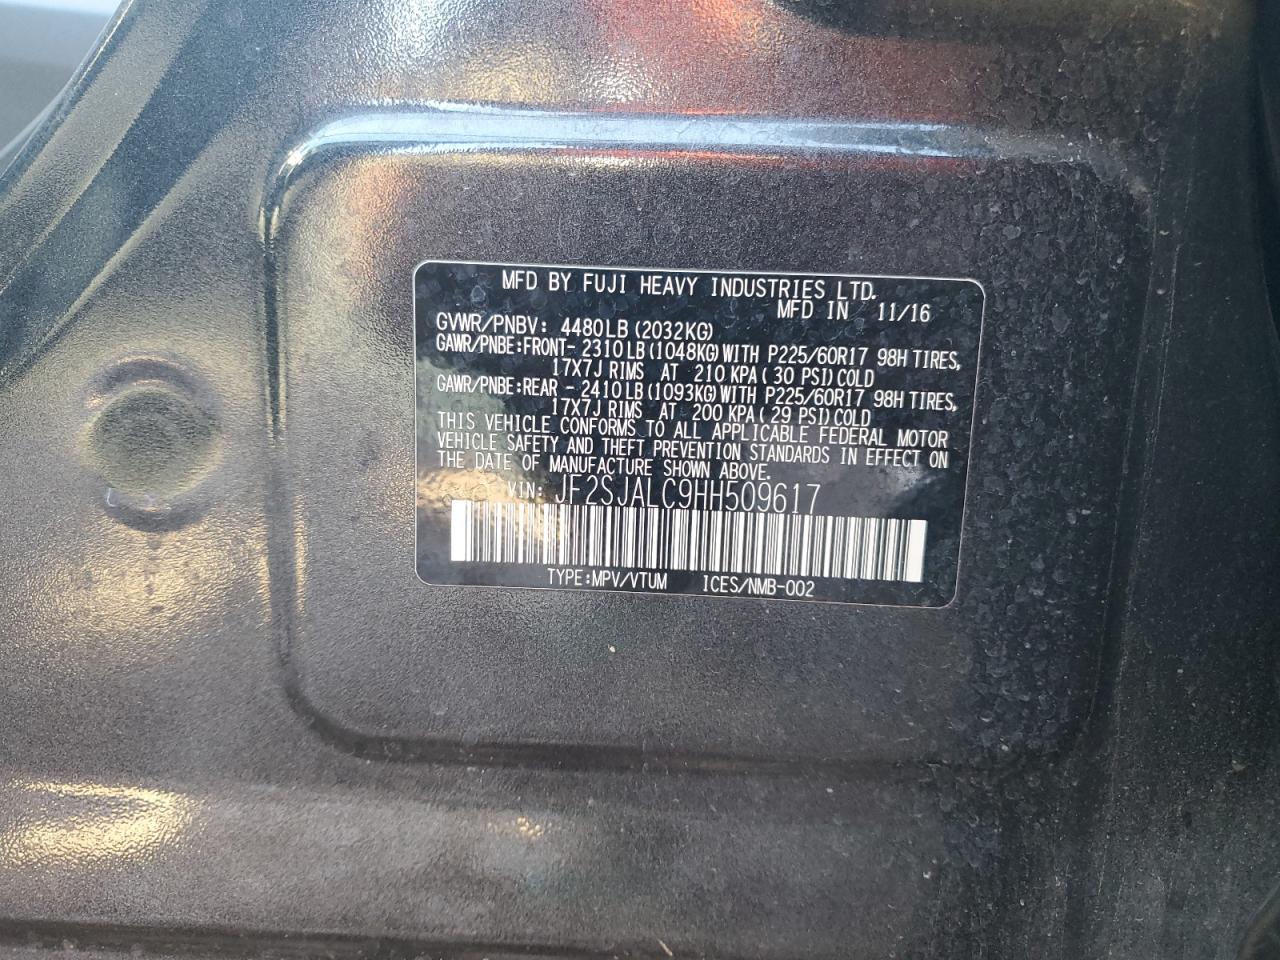 MFD BY FUJI HEAVY INDUSTRIES LTD.
MFD IN 11/16
GVWR/PNBV: 4480LB (2032KG)
GAWR/PNBE:FRONT- 2310LB (1048KG) WITH P225/60R17 98H TIRES,
17X7J RIMS AT 210 KPA ( 30 PSI) COLD
GAWR/PNBE:REAR - 2410LB (1093KG) WITH P225/60R17 98H TIRES,
17X7J RIMS AT 200 KPA ( 29 PSI) COLD
THIS VEHICLE CONFORMS TO ALL APPLICABLE FEDERAL MOTOR
VEHICLE SAFETY AND THEFT PREVENTION STANDARDS IN EFFECT ON
THE DATE OF MANUFACTURE SHOWN ABOVE.
VIN: JF2SJALC9HH509617
TYPE:MPV/VTUM ICES/NMB-002